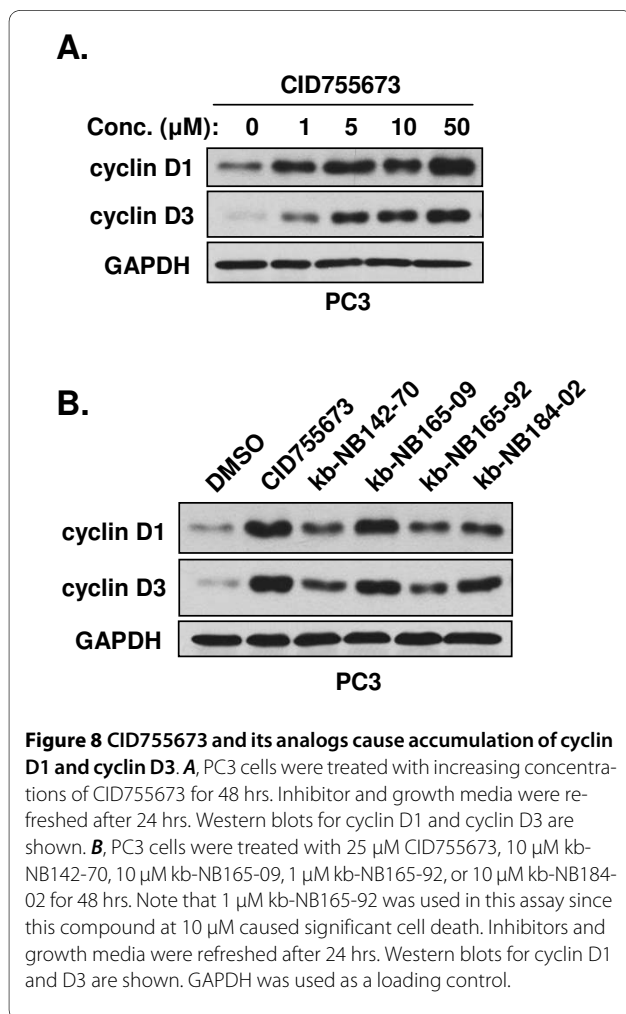 A.
CID755673
Conc. (µM): 0 1 5 10 50
cyclin D1
cyclin D3
GAPDH
PC3
B.
DMSO CID755673 kb-NB142-70 kb-NB165-09 kb-NB165-92 kb-NB184-02
cyclin D1
cyclin D3
GAPDH
PC3
Figure 8 CID755673 and its analogs cause accumulation of cyclin
D1 and cyclin D3. A, PC3 cells were treated with increasing concentra-
tions of CID755673 for 48 hrs. Inhibitor and growth media were re-
freshed after 24 hrs. Western blots for cyclin D1 and cyclin D3 are
shown. B, PC3 cells were treated with 25 µM CID755673, 10 µM kb-
NB142-70, 10 µM kb-NB165-09, 1 µM kb-NB165-92, or 10 µM kb-NB184-
02 for 48 hrs. Note that 1 µM kb-NB165-92 was used in this assay since
this compound at 10 µM caused significant cell death. Inhibitors and
growth media were refreshed after 24 hrs. Western blots for cyclin D1
and D3 are shown. GAPDH was used as a loading control.